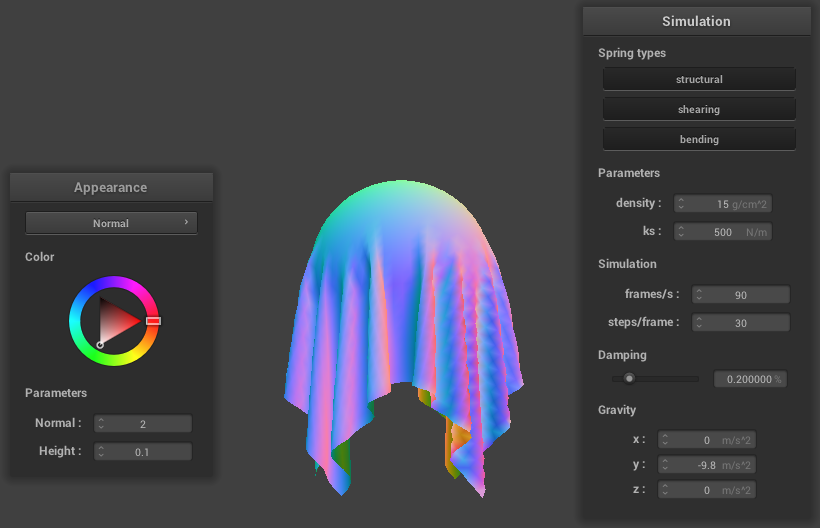 Appearance
Normal
Color
Parameters
Normal : 2
Height : 0.1
Simulation
Spring types
structural
shearing
bending
Parameters
density : 15 g/cm^2
ks : 500 N/m
Simulation
frames/s : 90
steps/frame : 30
Damping
0.200000 %
Gravity
x : 0 m/s^2
y : -9.8 m/s^2
z : 0 m/s^2